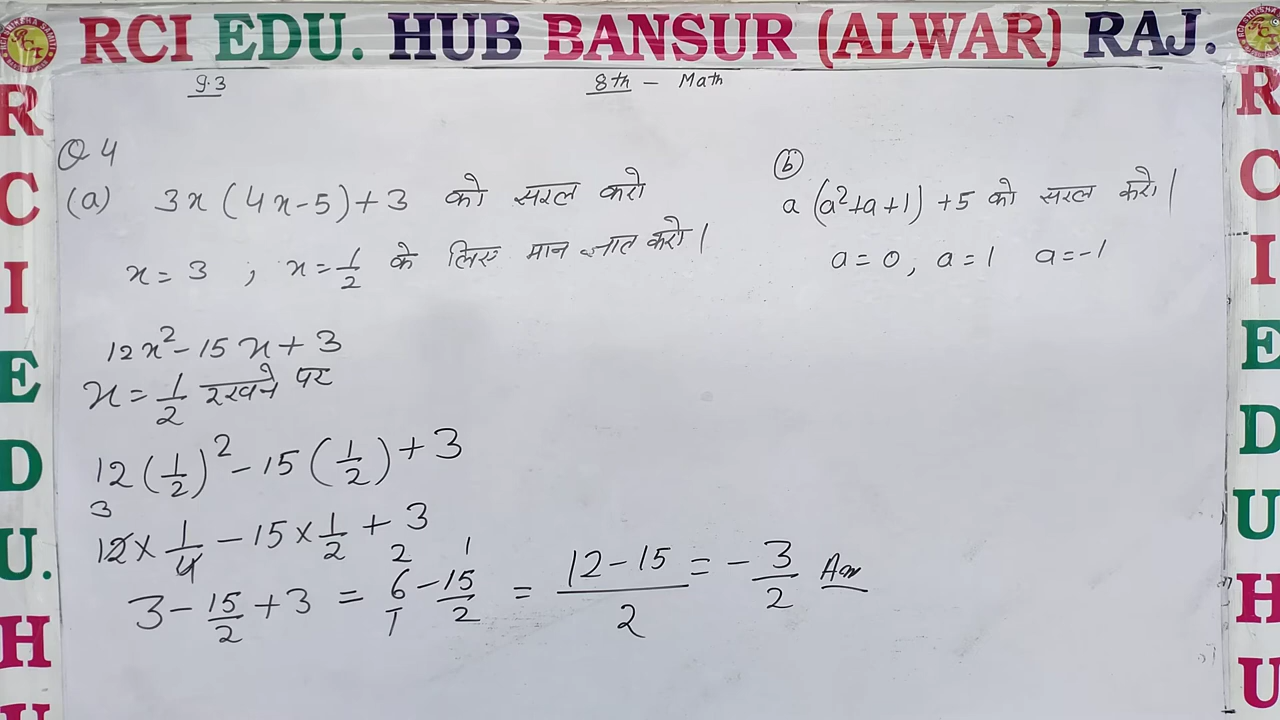 RCI EDU. HUB BANSUR (ALWAR) RAJ.
R
C
I
E
D
U.
H
9.3
8th - Math
Q 4
(a) 3x (4x-5)+3 को सरल करो
x=3 ; x=1/2 के लिए मान ज्ञात करो।
12x²-15x+3
x=1/2 रखने पर
12(1/2)²-15(1/2)+3
3
12×1/4-15×1/2+3
2 1
3-15/2+3 = 6/1-15/2 = 12-15/2 = -3/2 Ans
(b)
a(a²+a+1)+5 को सरल करो।
a=0, a=1 a=-1
R
C
I
E
D
U
H
U